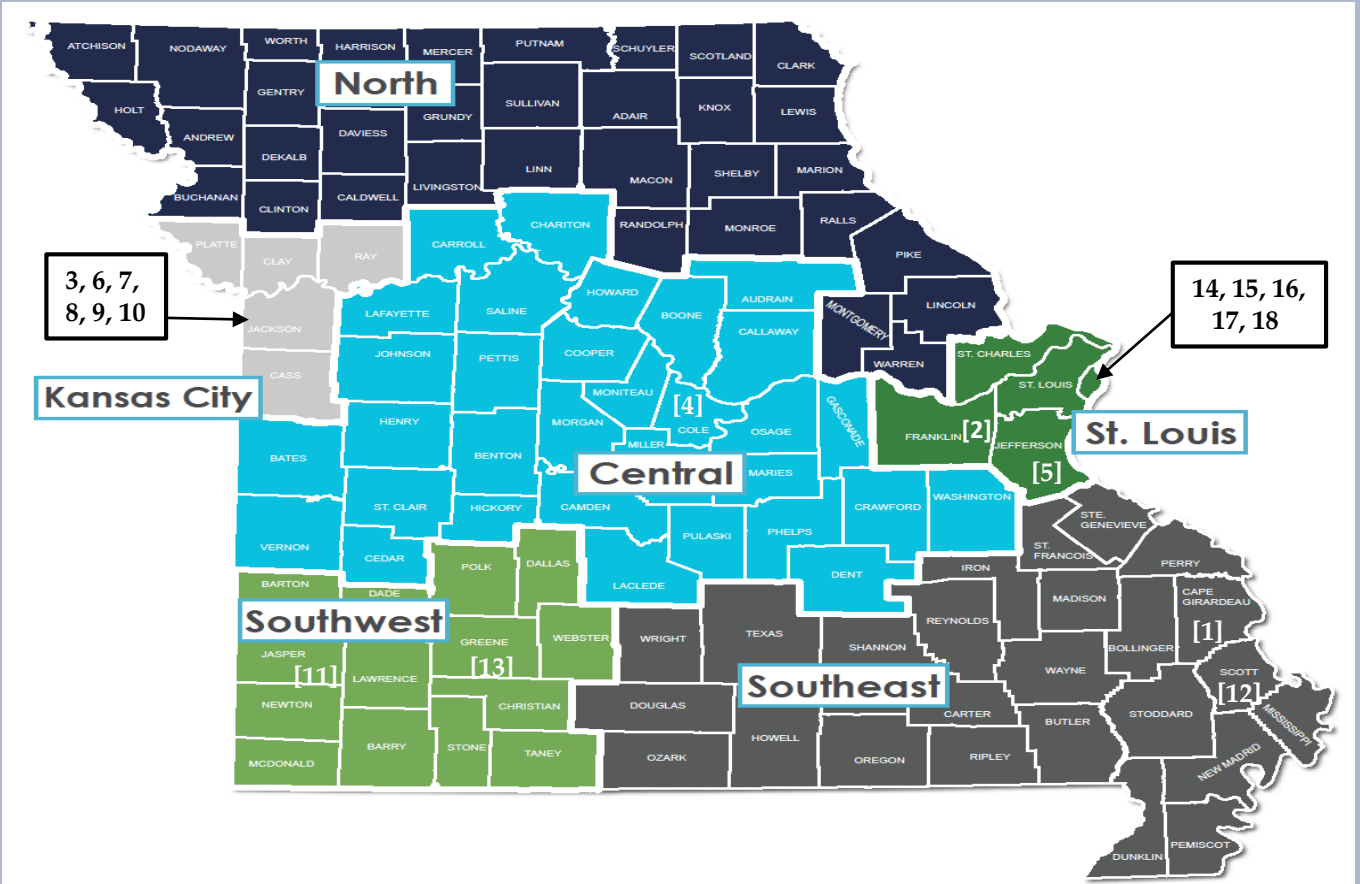 ATCHISON
NODAWAY
WORTH
HARRISON
MERCER
PUTNAM
SCHUYLER
SCOTLAND
CLARK
HOLT
GENTRY
North
SULLIVAN
ADAIR
KNOX
LEWIS
ANDREW
DAVIESS
GRUNDY
DEKALB
LINN
MACON
SHELBY
MARION
BUCHANAN
CLINTON
CALDWELL
LIVINGSTON
CHARITON
RANDOLPH
MONROE
RALLS
PIKE
PLATTE
CLAY
RAY
CARROLL
3, 6, 7,
8, 9, 10
JACKSON
CASS
Kansas City
LAFAYETTE
SALINE
HOWARD
BOONE
AUDRAIN
CALLAWAY
MONTGOMERY
LINCOLN
WARREN
14, 15, 16,
17, 18
ST. CHARLES
ST. LOUIS
St. Louis
JOHNSON
PETTIS
COOPER
MONITEAU
[4]
COLE
HENRY
MORGAN
MILLER
OSAGE
GASCONADE
FRANKLIN [2]
JEFFERSON
[5]
BATES
BENTON
Central
MARIES
ST. CLAIR
HICKORY
CAMDEN
PULASKI
PHELPS
CRAWFORD
WASHINGTON
VERNON
CEDAR
LACLEDE
DENT
STE.
GENEVIEVE
ST.
FRANCOIS
PERRY
BARTON
DADE
POLK
DALLAS
IRON
MADISON
CAPE
GIRARDEAU
[1]
Southwest
JASPER
[11]
LAWRENCE
GREENE
[13]
WEBSTER
WRIGHT
TEXAS
SHANNON
REYNOLDS
WAYNE
BOLLINGER
SCOTT
[12]
MISSISSIPPI
Southeast
NEWTON
CHRISTIAN
DOUGLAS
CARTER
BUTLER
STODDARD
MCDONALD
BARRY
STONE
TANEY
OZARK
HOWELL
OREGON
RIPLEY
NEW MADRID
DUNKLIN
PEMISCOT